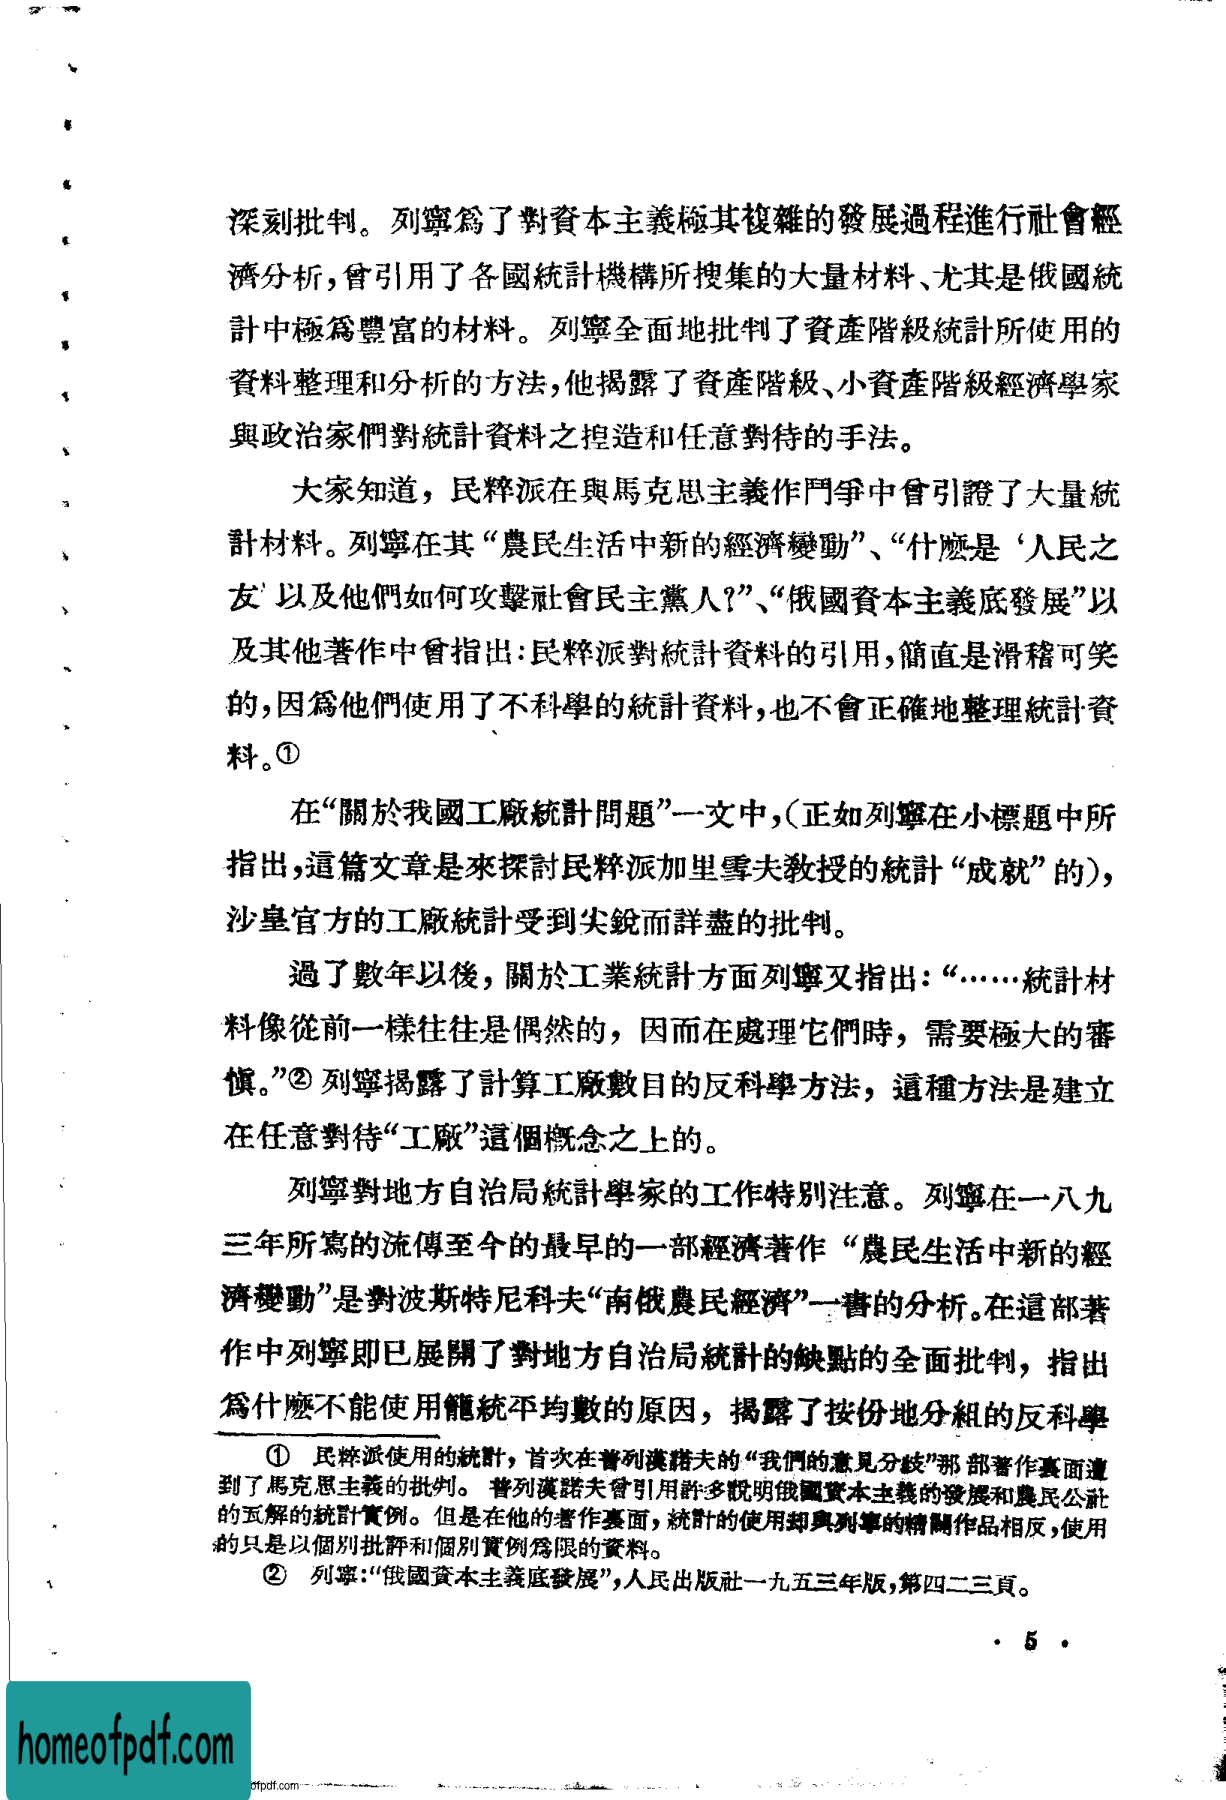 深刻批判。列寧爲了對資本主義極其複雜的發展過程進行社會經
濟分析,曾引用了各國統計機構所搜集的大量材料、尤其是俄國統
計中極爲豐富的材料。列寧全面地批判了資產階級統計所使用的
資料整理和分析的方法,他揭露了資產階級、小資產階級經濟學家
與政治家們對統計資料之揑造和任意對待的手法。
大家知道，民粹派在與馬克思主義作鬥爭中曾引證了大量統
計材料。列寧在其“農民生活中新的經濟變動”、“什麽是‘人民之
友’以及他們如何攻擊社會民主黨人?”、“俄國資本主義底發展”以
及其他著作中曾指出:民粹派對統計資料的引用,簡直是滑稽可笑
的,因爲他們使用了不科學的統計資料,也不會正確地整理統計資
料。①
在“關於我國工廠統計問題”一文中,(正如列寧在小標題中所
指出,這篇文章是來探討民粹派加里雪夫敎授的統計“成就”的),
沙皇官方的工廠統計受到尖銳而詳盡的批判。
過了數年以後，關於工業統計方面列寧又指出：“……統計材
料像從前一樣往往是偶然的，因而在處理它們時，需要極大的審
愼。”②列寧揭露了計算工廠數目的反科學方法，這種方法是建立
在任意對待“工廠”這個槪念之上的。
列寧對地方自治局統計學家的工作特別注意。列寧在一八九
三年所寫的流傳至今的最早的一部經濟著作“農民生活中新的經
濟變動”是對波斯特尼科夫“南俄農民經濟”一書的分析。在這部著
作中列寧即已展開了對地方自治局統計的缺點的全面批判，指出
爲什麽不能使用籠統平均數的原因，揭露了按份地分組的反科學
① 民粹派使用的統計，首次在普列漢諾夫的“我們的意見分歧”那部著作裏面遭
到了馬克思主義的批判。普列漢諾夫曾引用許多說明俄國資本主義的發展和農民公社
的瓦解的統計實例。但是在他的著作裏面，統計的使用却與列寧的精闢作品相反,使用
的只是以個別批評和個別實例爲限的資料。
② 列寧:“俄國資本主義底發展”,人民出版社一九五三年版,第四二三頁。
· 5 ·
homeofpdf.com
ofpdf.com